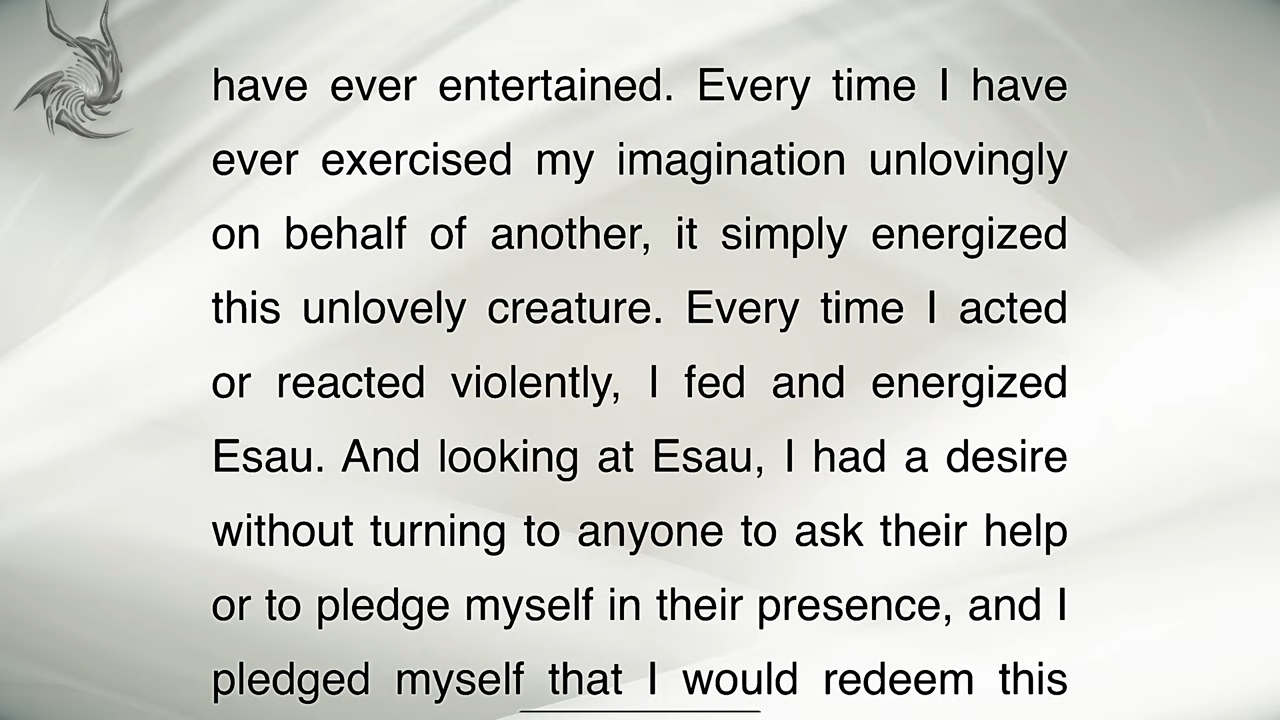 have ever entertained. Every time I have
ever exercised my imagination unlovingly
on behalf of another, it simply energized
this unlovely creature. Every time I acted
or reacted violently, I fed and energized
Esau. And looking at Esau, I had a desire
without turning to anyone to ask their help
or to pledge myself in their presence, and I
pledged myself that I would redeem this